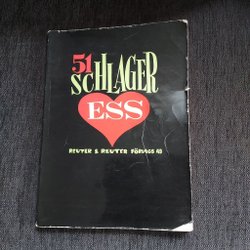 51
SCHLAGER
ESS
REUTER & REUTER FÖRLAGS AB